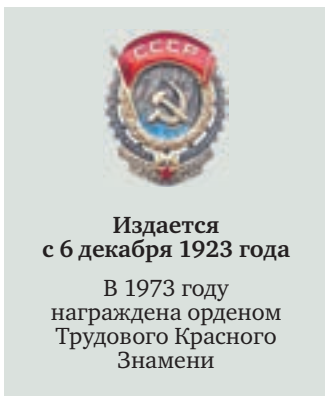 СССР
Издается
с 6 декабря 1923 года
В 1973 году
награждена орденом
Трудового Красного
Знамени